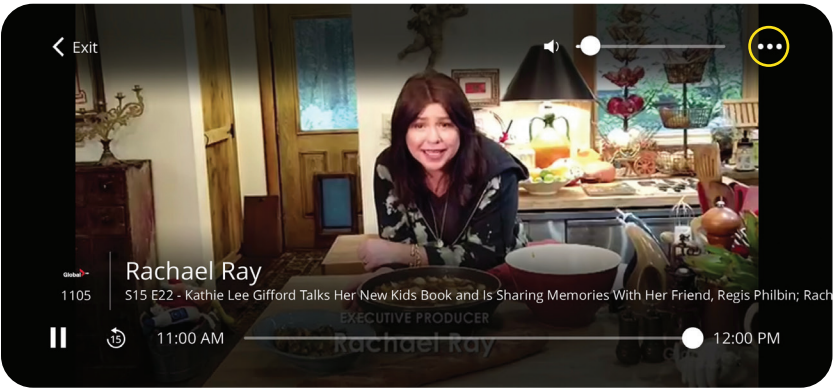 Exit
Rachael Ray
Global
1105
S15 E22 - Kathie Lee Gifford Talks Her New Kids Book and Is Sharing Memories With Her Friend, Regis Philbin; Rach
EXECUTIVE PRODUCER
Rachael Ray
15
11:00 AM
12:00 PM